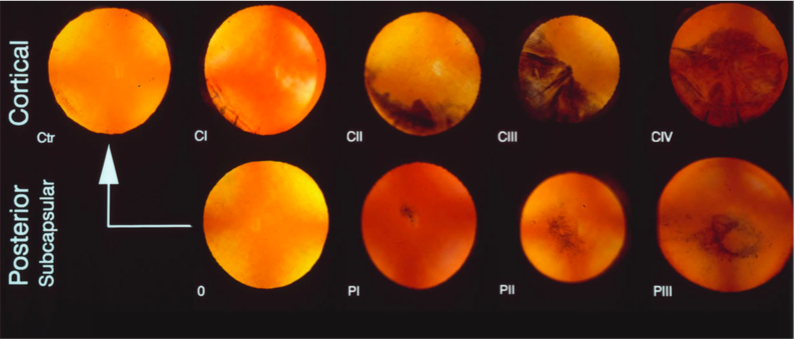 Cortical
Ctr
CI
CII
CIII
CIV
Posterior
Subcapsular
0
PI
PII
PIII